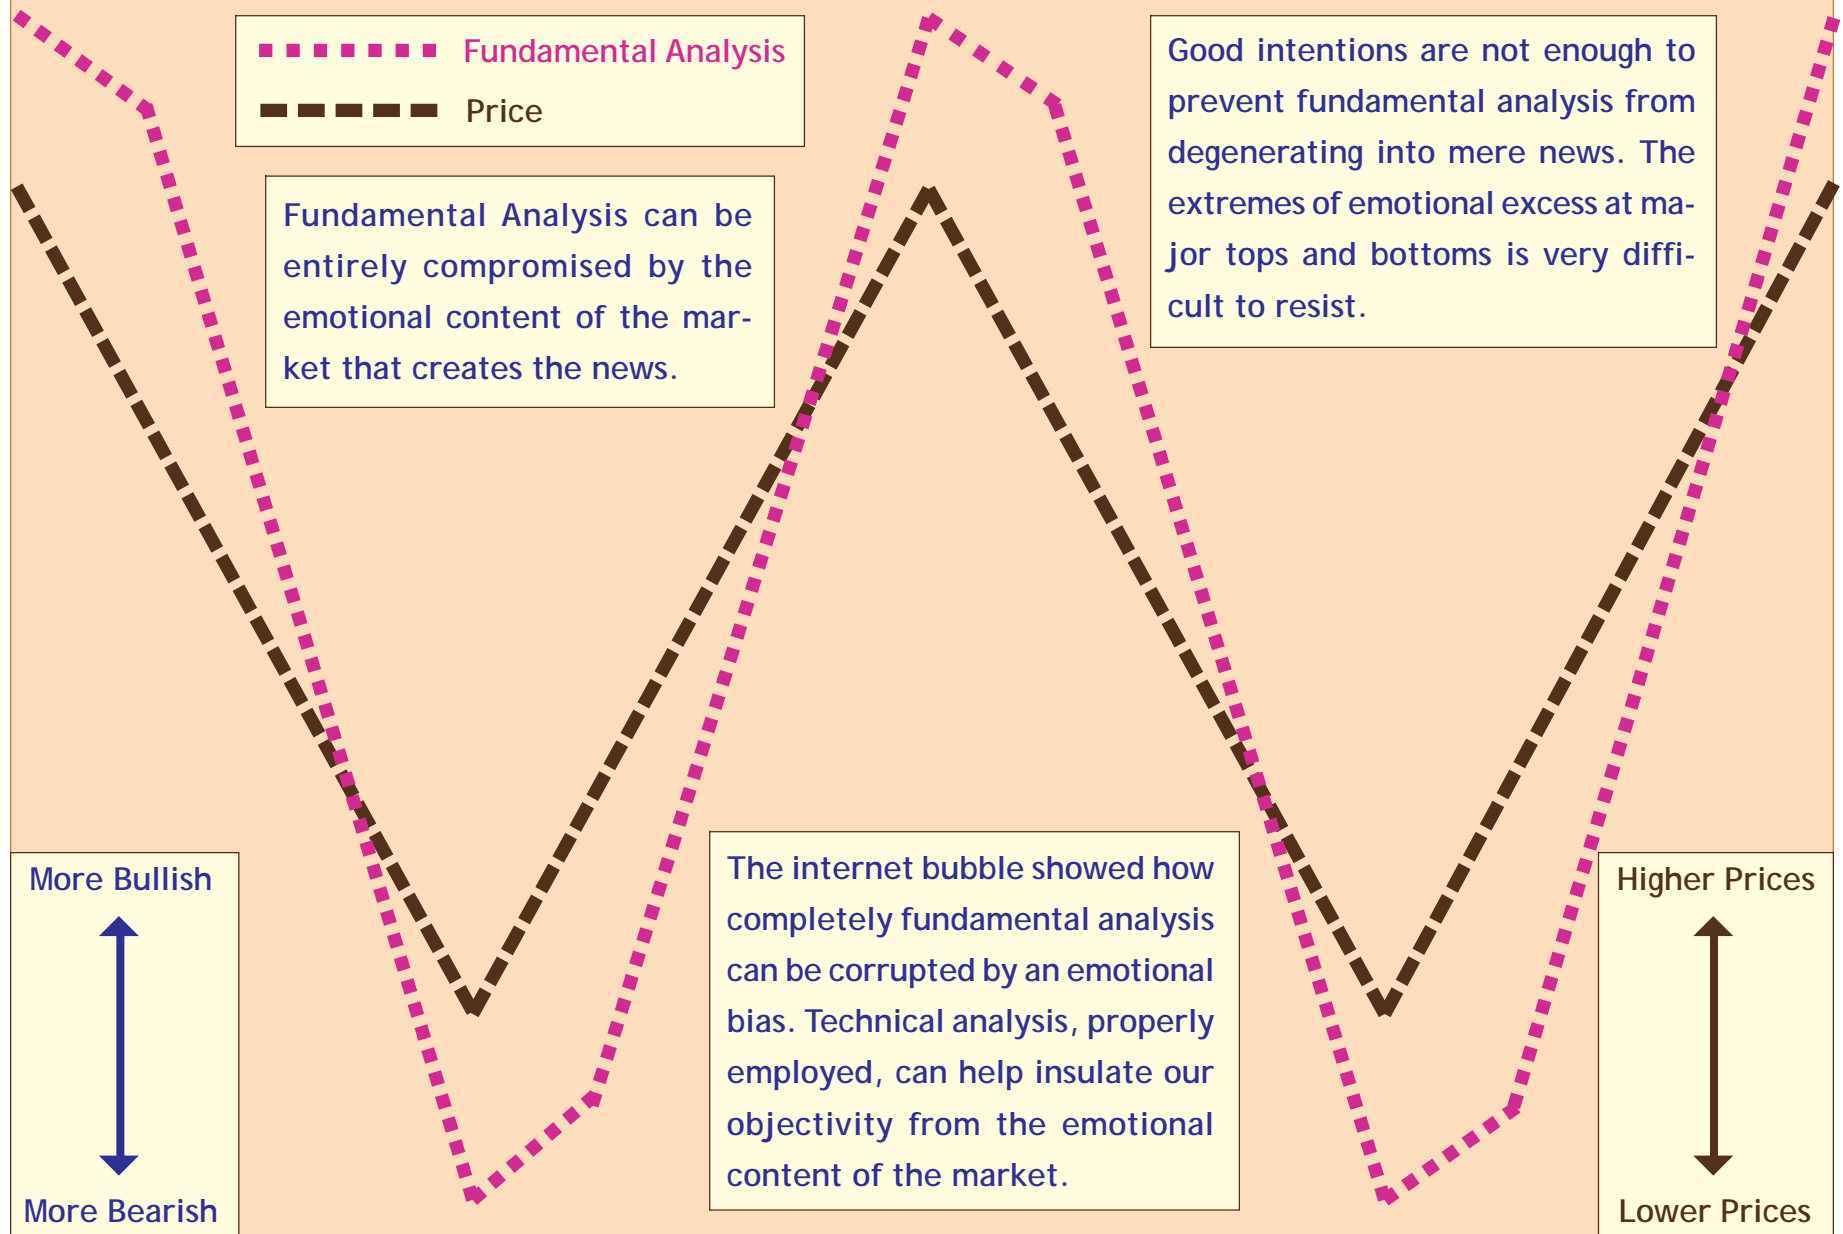 Fundamental Analysis
Price
Fundamental Analysis can be
entirely compromised by the
emotional content of the mar-
ket that creates the news.
Good intentions are not enough to
prevent fundamental analysis from
degenerating into mere news. The
extremes of emotional excess at ma-
jor tops and bottoms is very diffi-
cult to resist.
The internet bubble showed how
completely fundamental analysis
can be corrupted by an emotional
bias. Technical analysis, properly
employed, can help insulate our
objectivity from the emotional
content of the market.
More Bullish
More Bearish
Higher Prices
Lower Prices